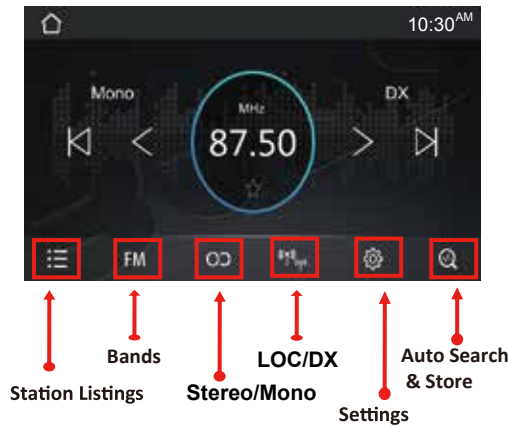 10:30AM
Mono
MHz
DX
87.50
FM
Bands
LOC/DX
Auto Search
& Store
Station Listings
Stereo/Mono
Settings